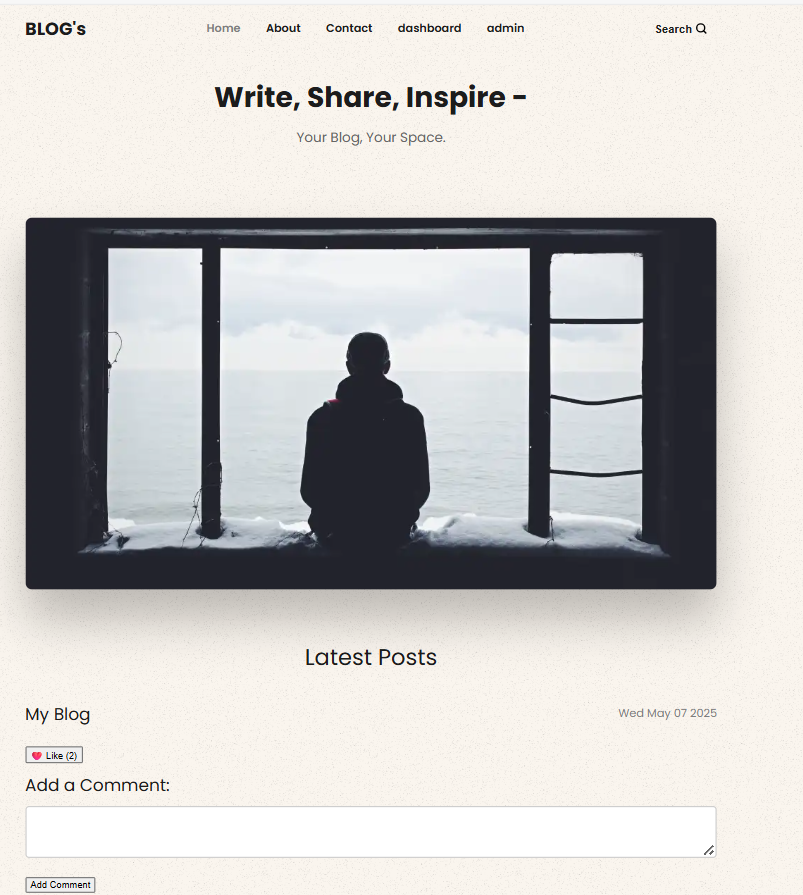 BLOG's Home About Contact dashboard admin Search
Write, Share, Inspire -
Your Blog, Your Space.
Latest Posts
My Blog Wed May 07 2025
Like (2)
Add a Comment:
Add Comment